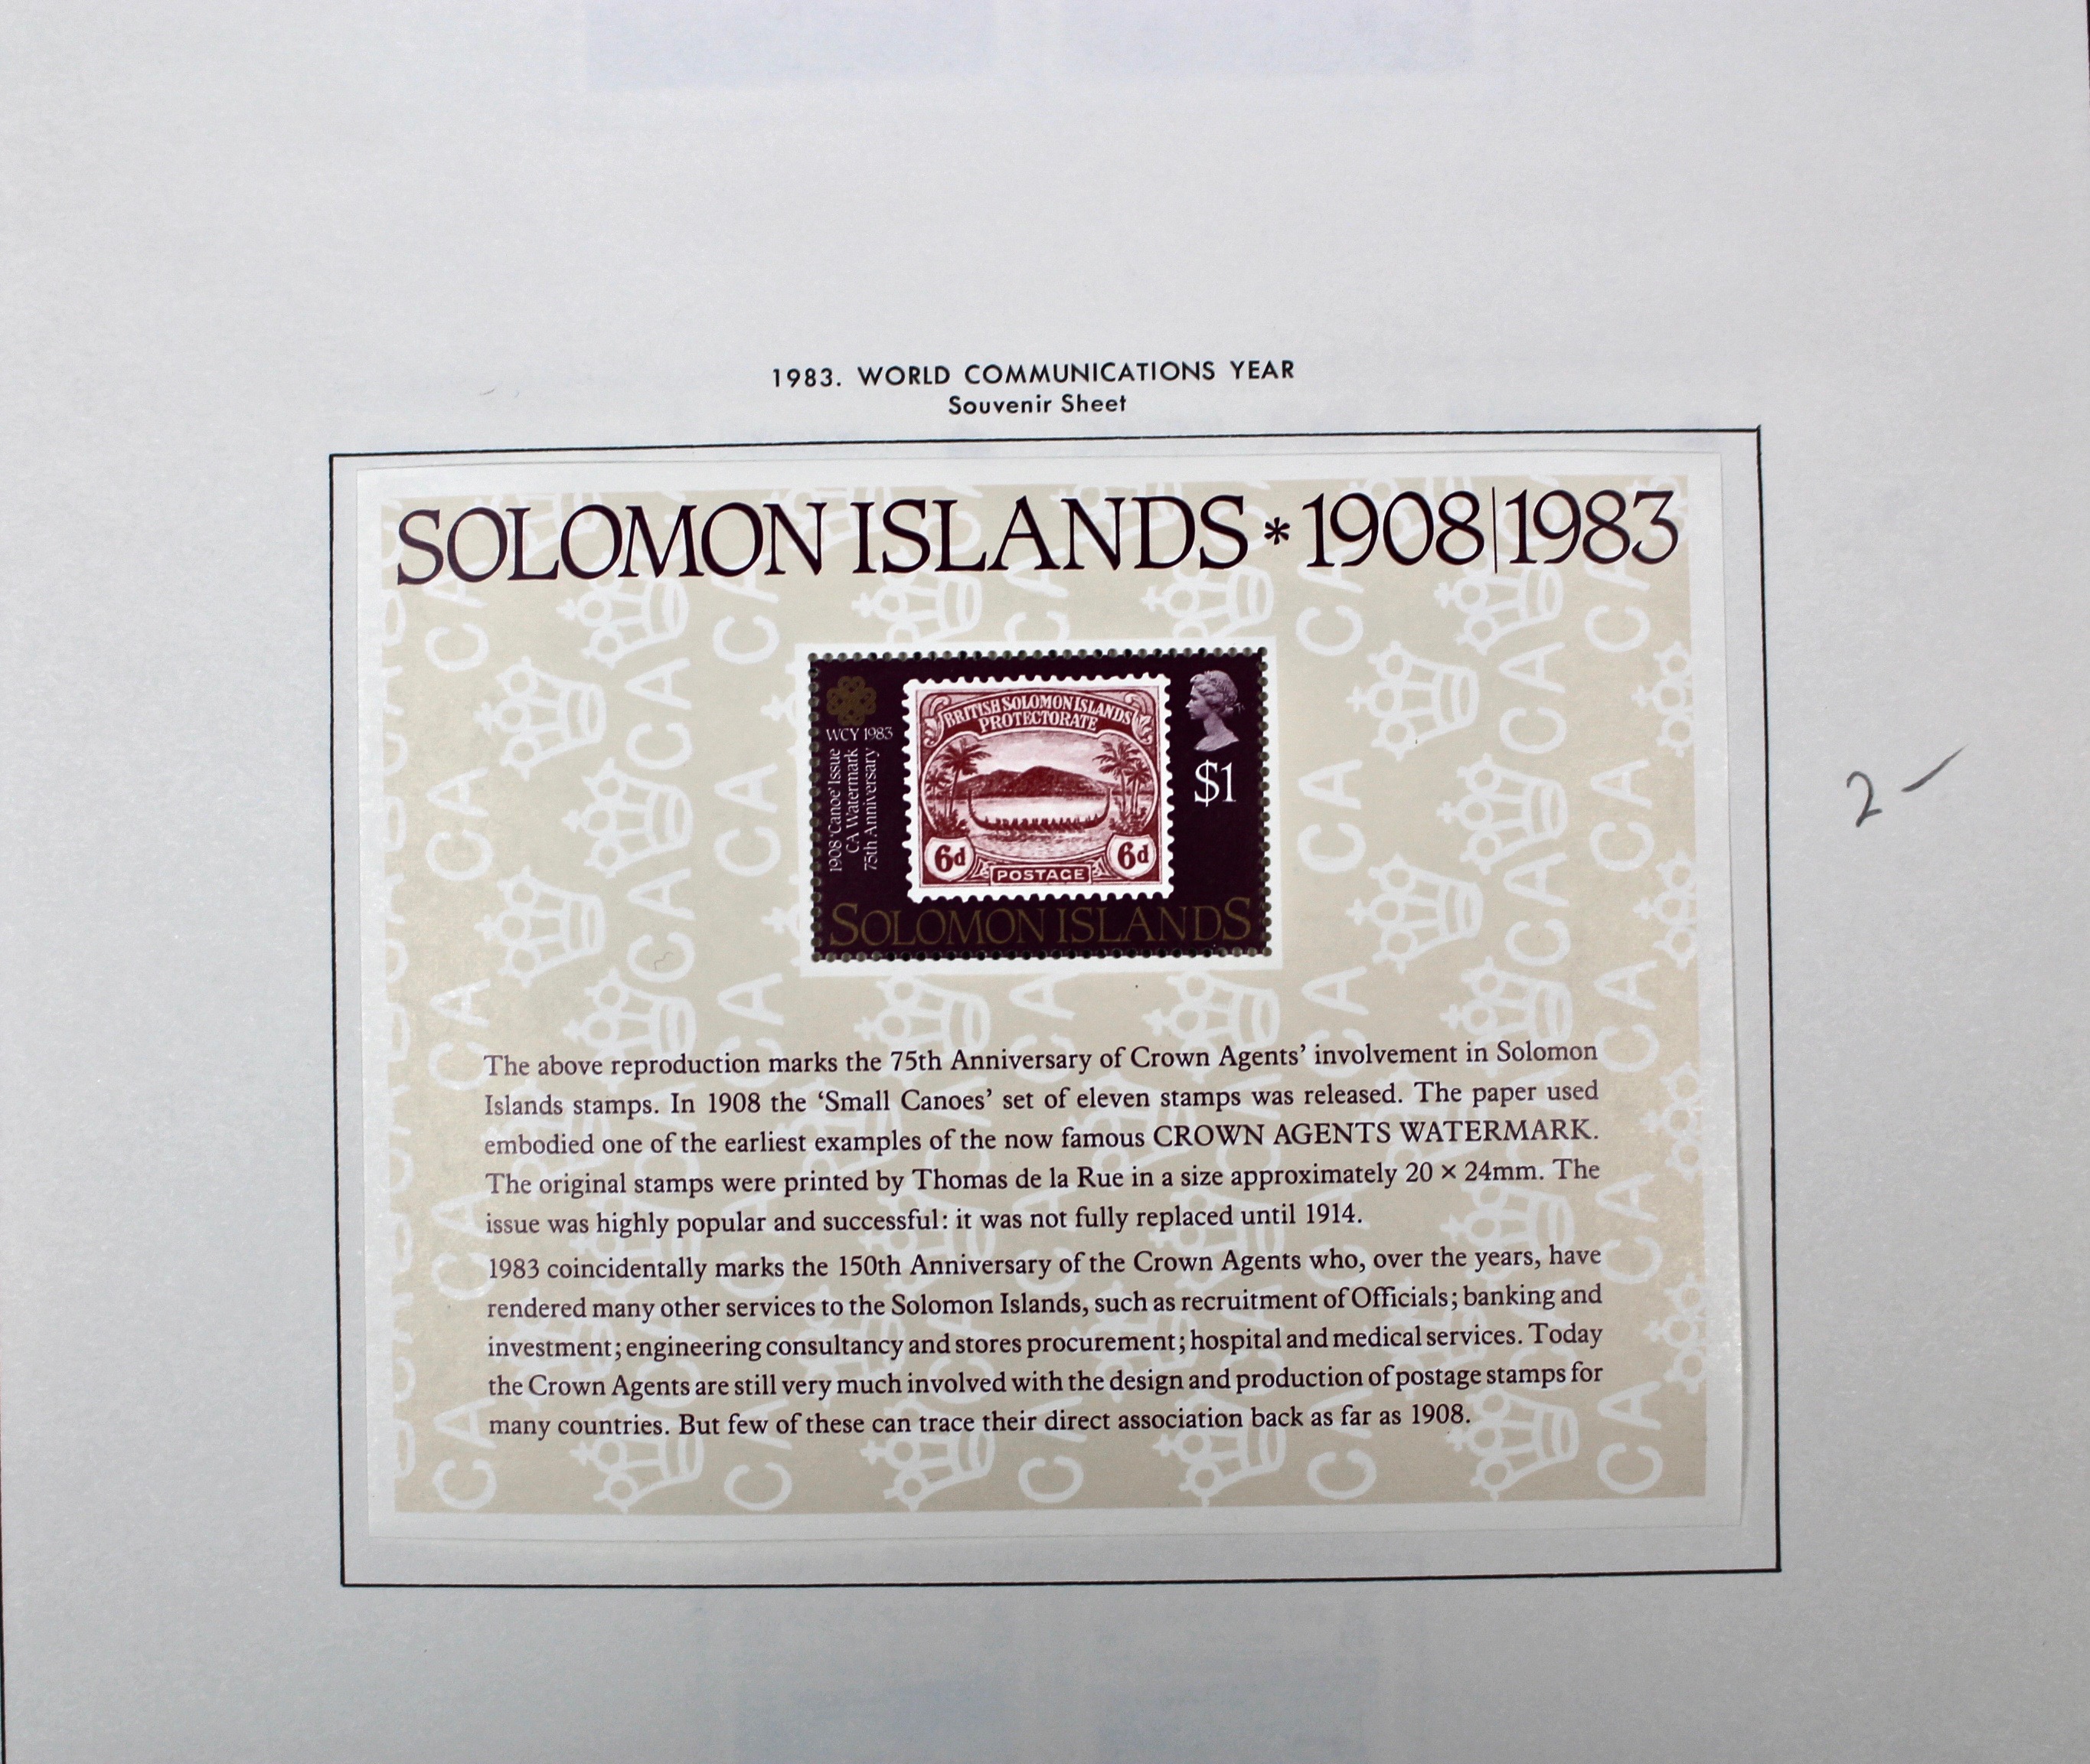 1983. WORLD COMMUNICATIONS YEAR
Souvenir Sheet
SOLOMON ISLANDS * 1908|1983
WCY 1983
1908 'Canoe' Issue
CA Watermark
75th Anniversary
BRITISH SOLOMON ISLANDS
PROTECTORATE
6d 6d
POSTAGE
$1
SOLOMON ISLANDS
2 -
The above reproduction marks the 75th Anniversary of Crown Agents' involvement in Solomon
Islands stamps. In 1908 the 'Small Canoes' set of eleven stamps was released. The paper used
embodied one of the earliest examples of the now famous CROWN AGENTS WATERMARK.
The original stamps were printed by Thomas de la Rue in a size approximately 20 × 24mm. The
issue was highly popular and successful: it was not fully replaced until 1914.
1983 coincidentally marks the 150th Anniversary of the Crown Agents who, over the years, have
rendered many other services to the Solomon Islands, such as recruitment of Officials; banking and
investment; engineering consultancy and stores procurement; hospital and medical services. Today
the Crown Agents are still very much involved with the design and production of postage stamps for
many countries. But few of these can trace their direct association back as far as 1908.